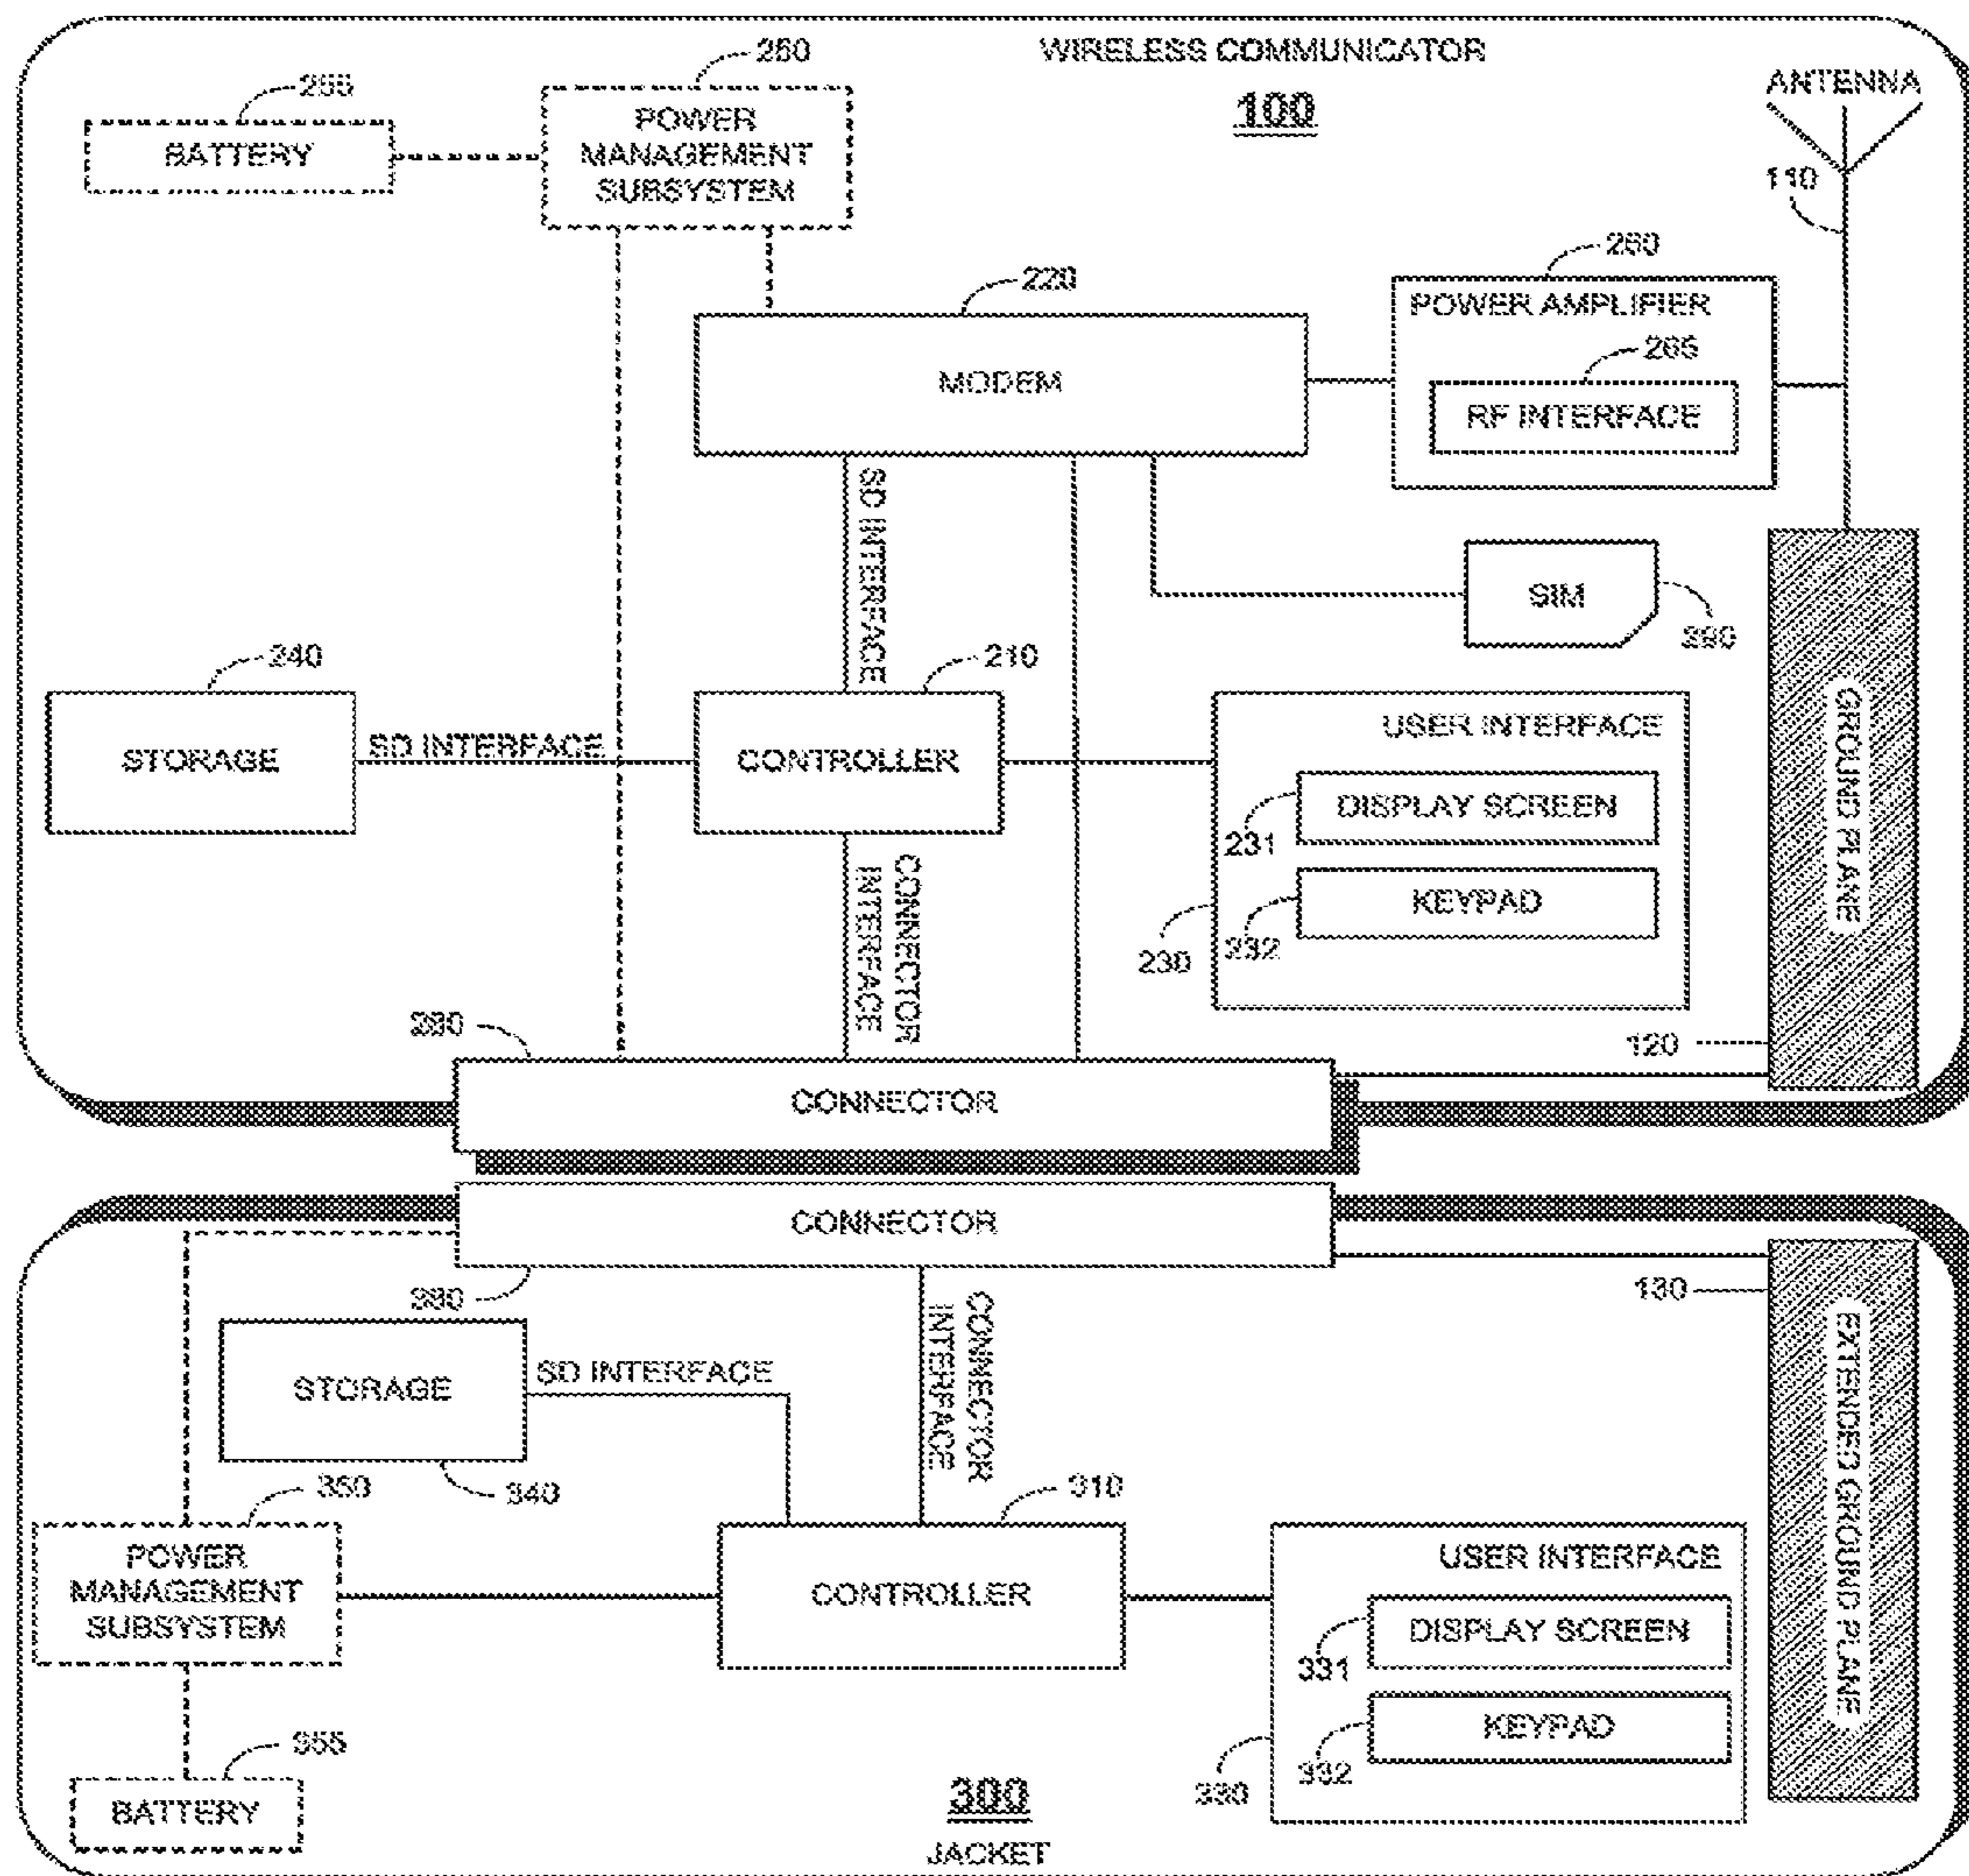 WIRELESS COMMUNICATOR
100
ANTENNA
110
255
BATTERY
250
POWER
MANAGEMENT
SUBSYSTEM
220
MODEM
260
POWER AMPLIFIER
265
RF INTERFACE
SD INTERFACE
SIM
290
240
STORAGE
SD INTERFACE
210
CONTROLLER
USER INTERFACE
DISPLAY SCREEN
231
KEYPAD
232
230
GROUND PLANE
120
CONNECTOR
INTERFACE
280
CONNECTOR
CONNECTOR
380
130
EXTENDED GROUND PLANE
CONNECTOR
INTERFACE
STORAGE
340
SD INTERFACE
350
POWER
MANAGEMENT
SUBSYSTEM
310
CONTROLLER
USER INTERFACE
DISPLAY SCREEN
331
KEYPAD
332
330
355
BATTERY
300
JACKET